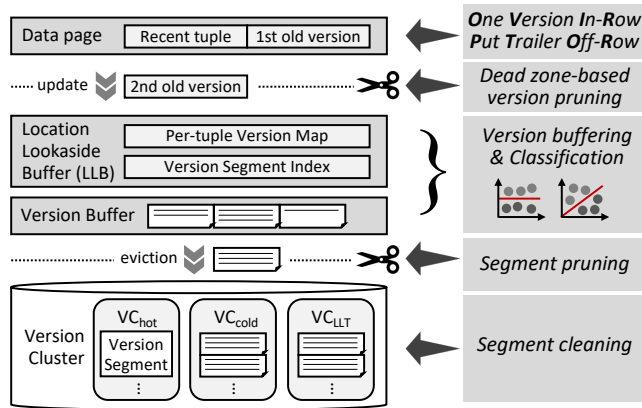 Data page
Recent tuple
1st old version
One Version In-Row
Put Trailer Off-Row
update
2nd old version
Dead zone-based
version pruning
Location
Lookaside
Buffer (LLB)
Per-tuple Version Map
Version Segment Index
Version buffering
& Classification
Version Buffer
eviction
Segment pruning
Version
Cluster
VChot
Version
Segment
⋮
VCcold
⋮
VCLLT
⋮
Segment cleaning